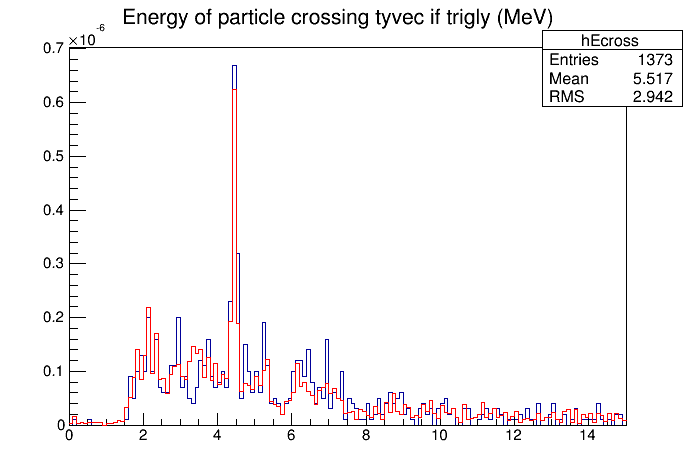 Energy of particle crossing tyvec if trigly (MeV)
×10-6
hEcross
Entries 1373
Mean 5.517
RMS 2.942
0.7
0.6
0.5
0.4
0.3
0.2
0.1
0
0 2 4 6 8 10 12 14